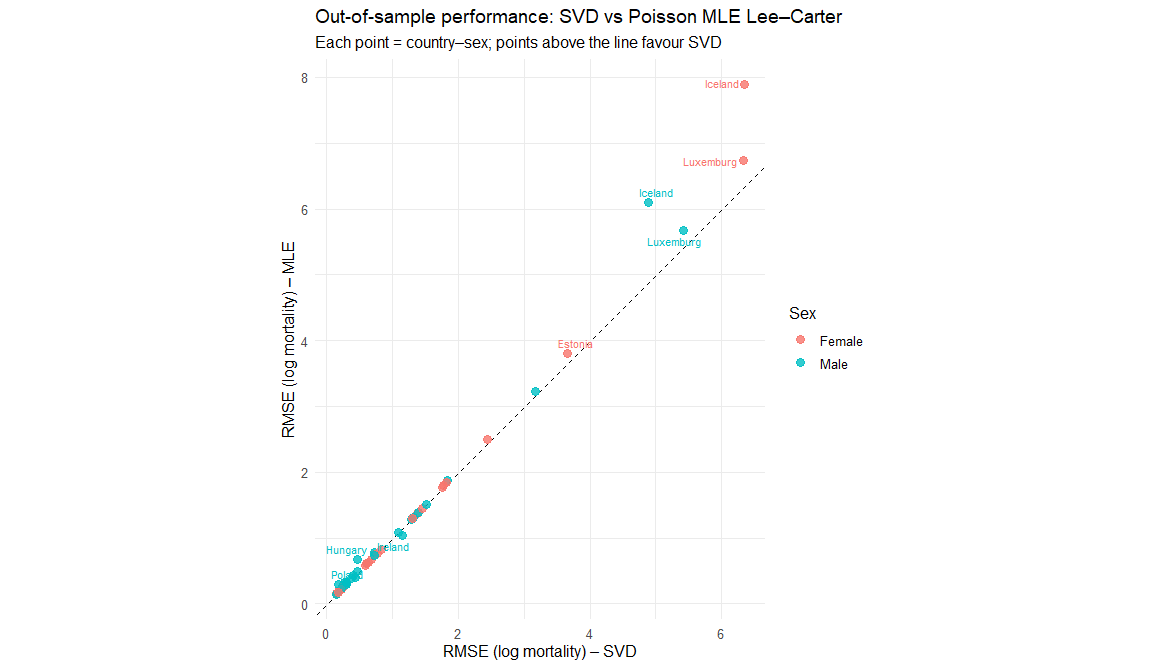 Out-of-sample performance: SVD vs Poisson MLE Lee–Carter
Each point = country–sex; points above the line favour SVD
RMSE (log mortality) – MLE
8
6
4
2
0
Iceland
Luxemburg
Iceland
Luxemburg
Estonia
Hungary
Ireland
Poland
0
2
4
6
RMSE (log mortality) – SVD
Sex
Female
Male